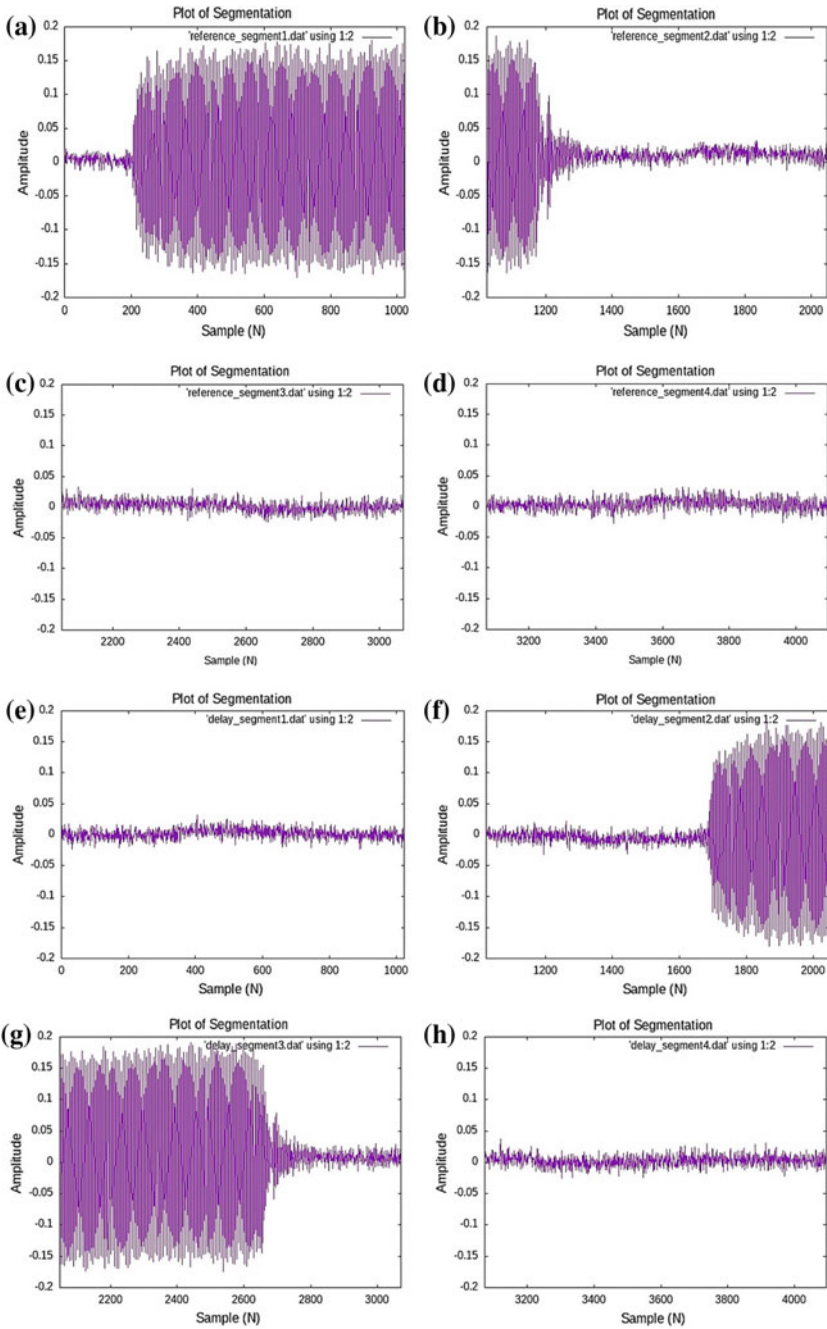 (a)
Plot of Segmentation
'reference_segment1.dat' using 1:2
0.2
0.15
0.1
0.05
0
-0.05
-0.1
-0.15
-0.2
Amplitude
0 200 400 600 800 1000
Sample (N)
(b)
Plot of Segmentation
'reference_segment2.dat' using 1:2
0.2
0.15
0.1
0.05
0
-0.05
-0.1
-0.15
-0.2
Amplitude
1200 1400 1600 1800 2000
Sample (N)
(c)
Plot of Segmentation
'reference_segment3.dat' using 1:2
0.2
0.15
0.1
0.05
0
-0.05
-0.1
-0.15
-0.2
Amplitude
2200 2400 2600 2800 3000
Sample (N)
(d)
Plot of Segmentation
'reference_segment4.dat' using 1:2
0.2
0.15
0.1
0.05
0
-0.05
-0.1
-0.15
-0.2
Amplitude
3200 3400 3600 3800 4000
Sample (N)
(e)
Plot of Segmentation
'delay_segment1.dat' using 1:2
0.2
0.15
0.1
0.05
0
-0.05
-0.1
-0.15
-0.2
Amplitude
0 200 400 600 800 1000
Sample (N)
(f)
Plot of Segmentation
'delay_segment2.dat' using 1:2
0.2
0.15
0.1
0.05
0
-0.05
-0.1
-0.15
-0.2
Amplitude
1200 1400 1600 1800 2000
Sample (N)
(g)
Plot of Segmentation
'delay_segment3.dat' using 1:2
0.2
0.15
0.1
0.05
0
-0.05
-0.1
-0.15
-0.2
Amplitude
2200 2400 2600 2800 3000
Sample (N)
(h)
Plot of Segmentation
'delay_segment4.dat' using 1:2
0.2
0.15
0.1
0.05
0
-0.05
-0.1
-0.15
-0.2
Amplitude
3200 3400 3600 3800 4000
Sample (N)